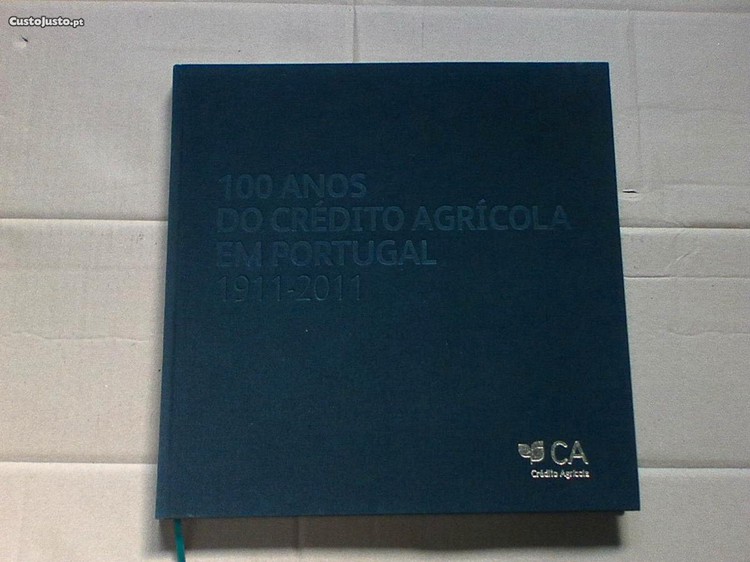 CustoJusto.pt
100 ANOS
DO CRÉDITO AGRÍCOLA
EM PORTUGAL
1911-2011
CA
Crédito Agrícola